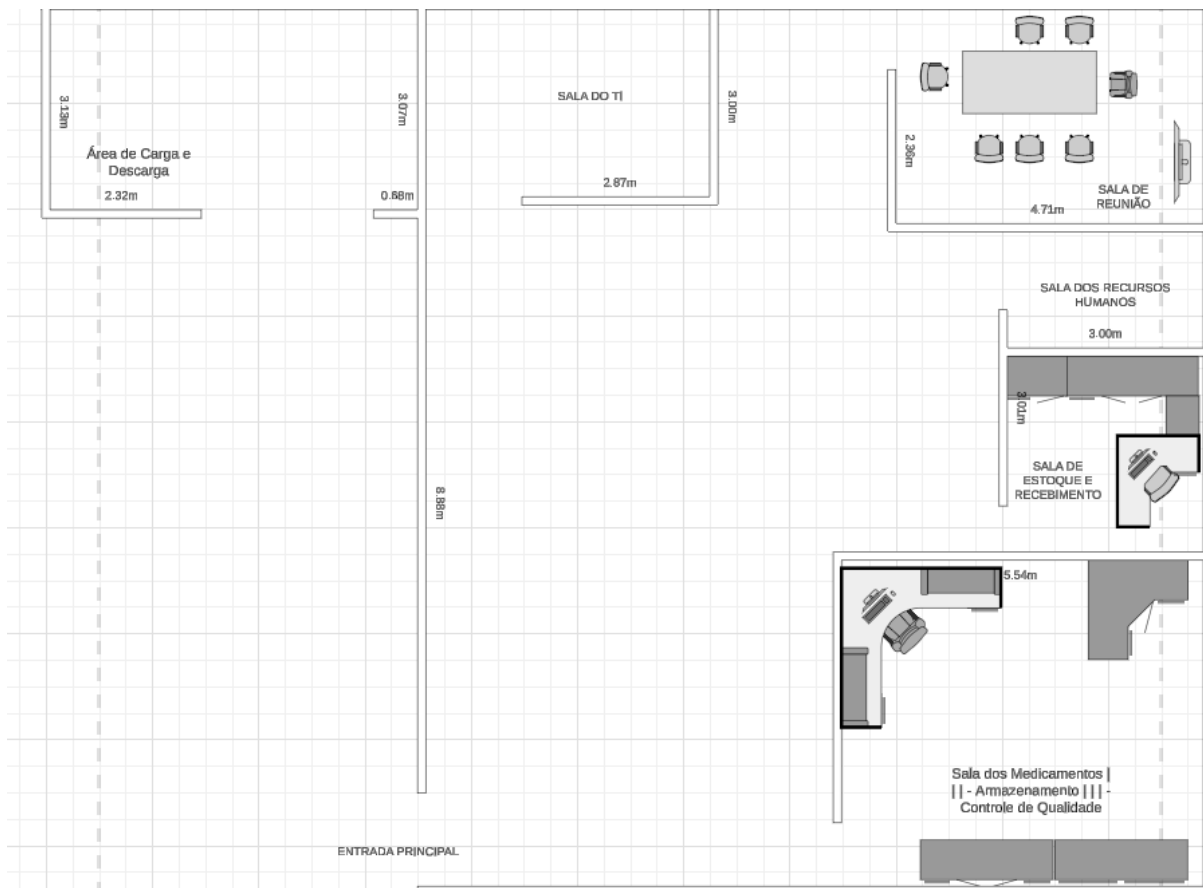 3.13m
Área de Carga e
Descarga
2.32m
3.07m
0.68m
SALA DO TI
2.87m
3.00m
2.36m
SALA DE
REUNIÃO
4.71m
SALA DOS RECURSOS
HUMANOS
3.00m
3.01m
SALA DE
ESTOQUE E
RECEBIMENTO
8.88m
5.54m
Sala dos Medicamentos |
| | - Armazenamento | | | -
Controle de Qualidade
ENTRADA PRINCIPAL